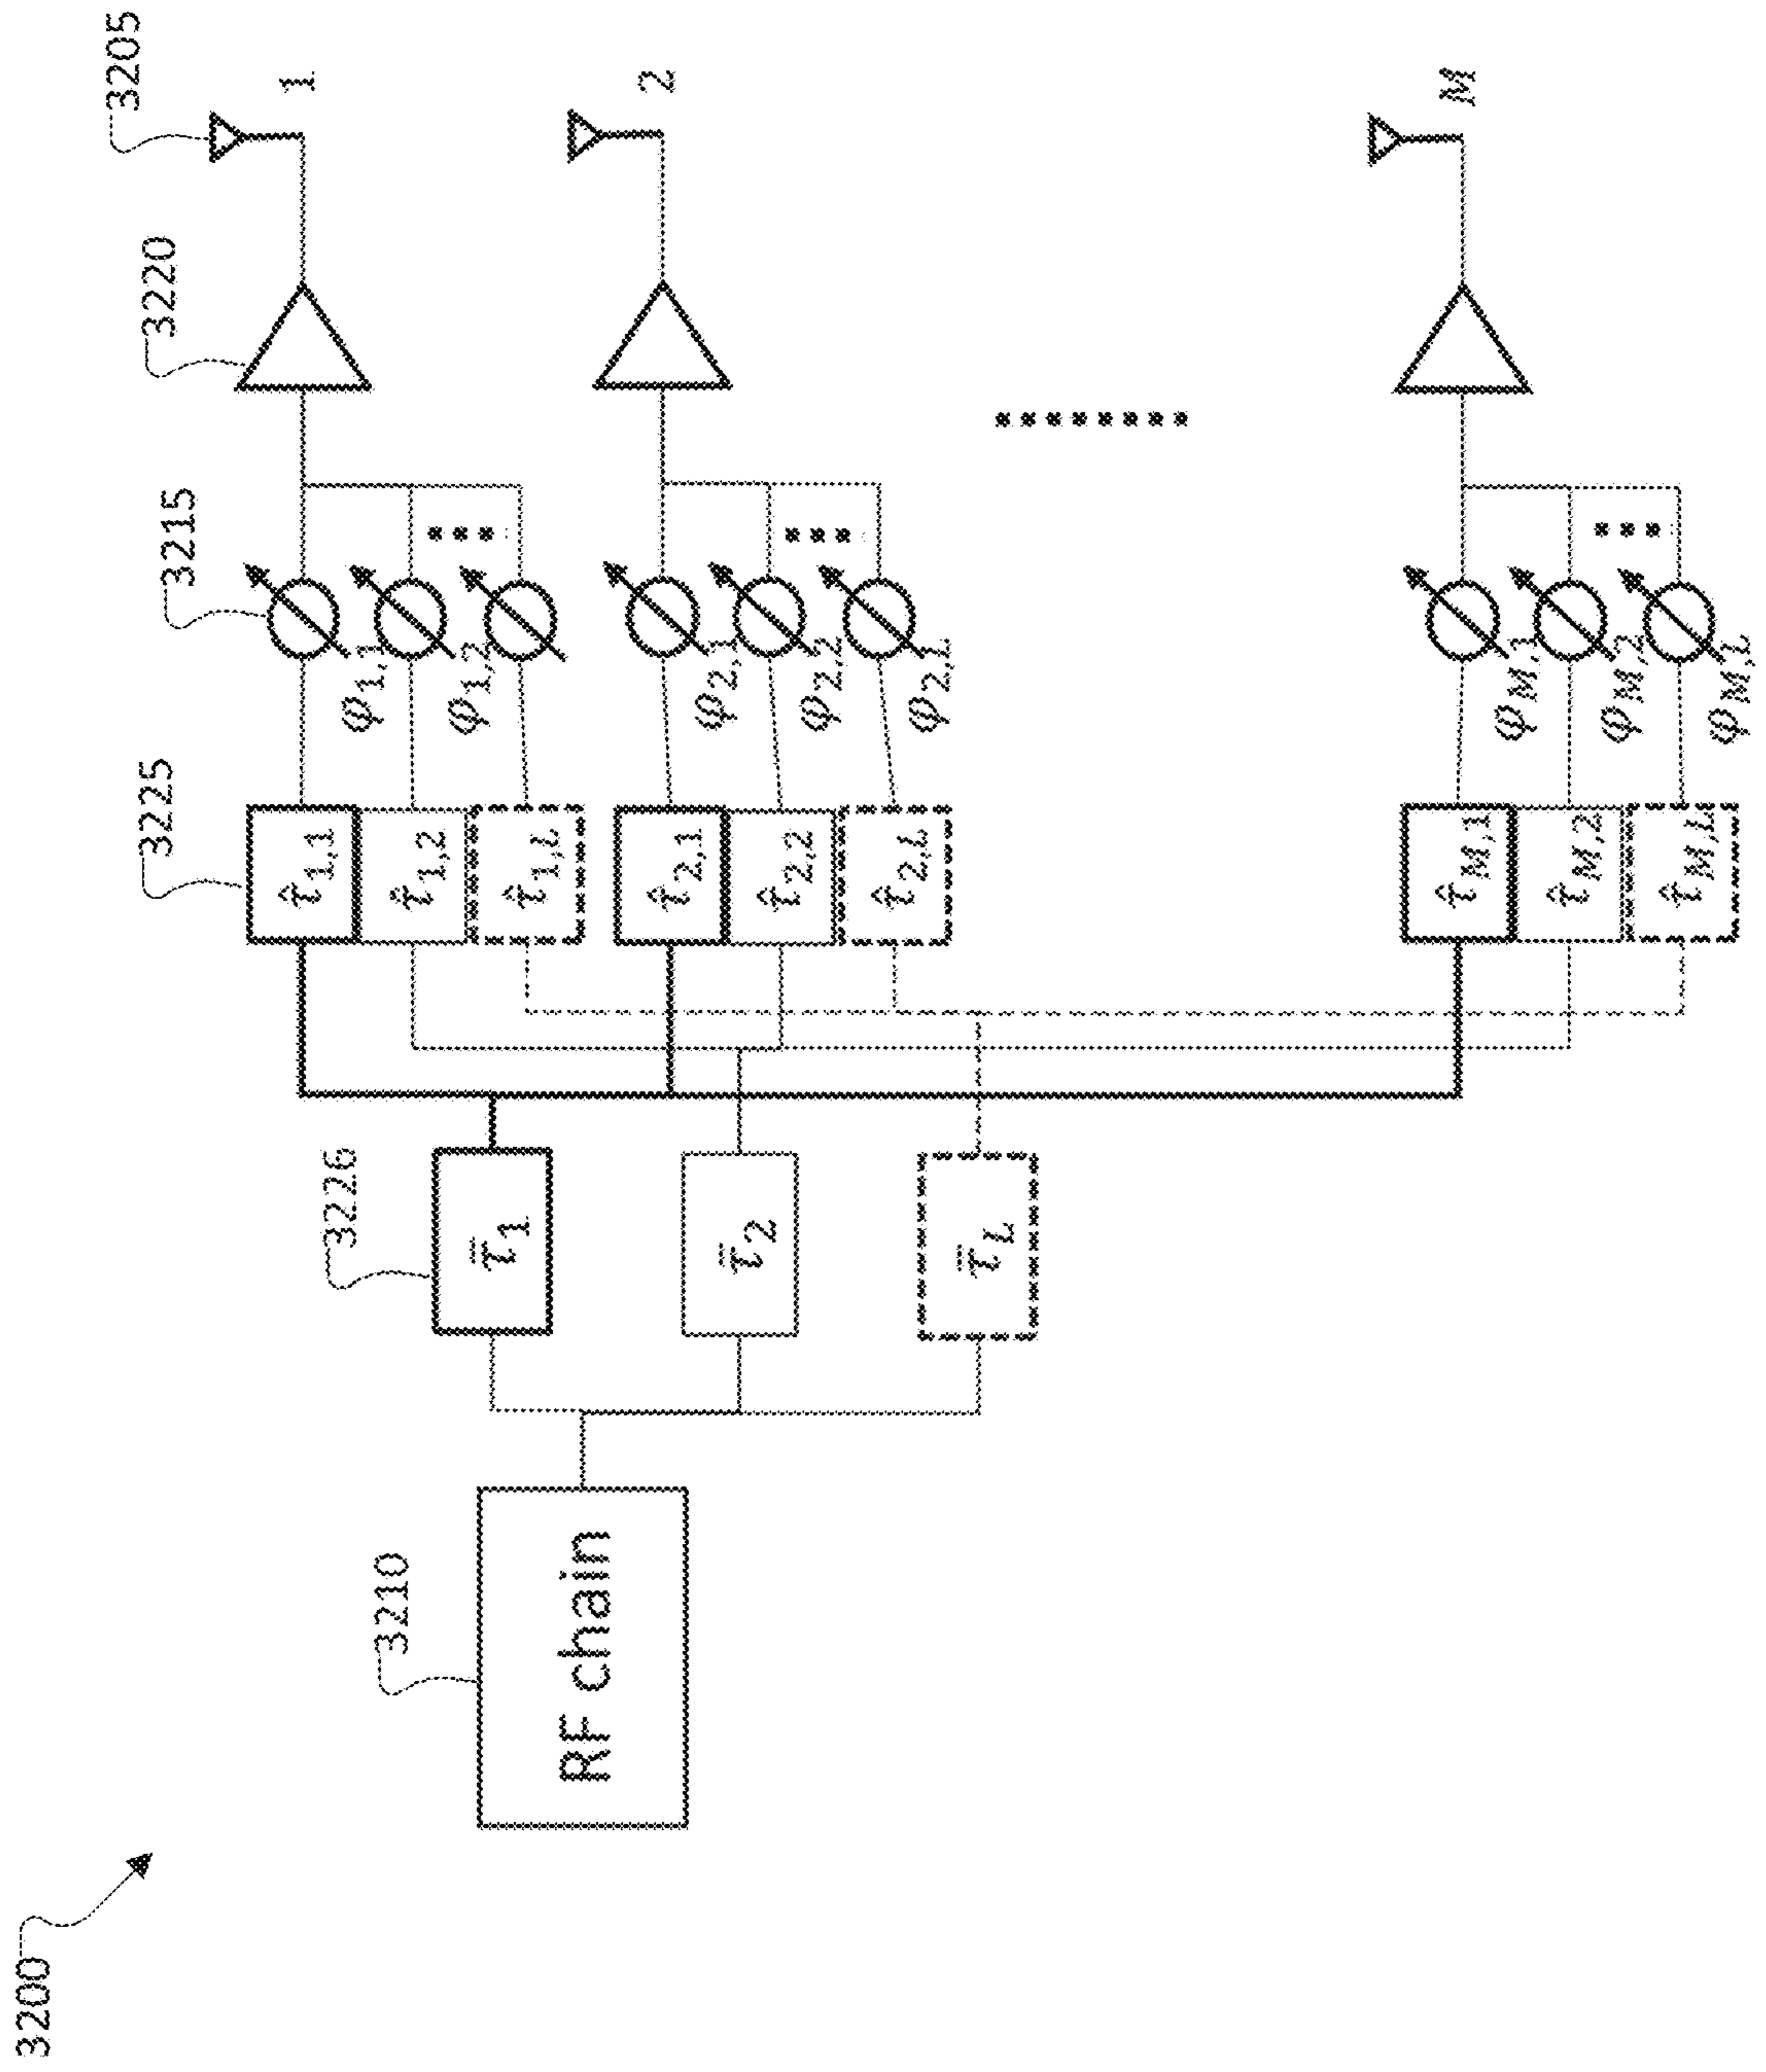 3200
3210
RF chain
3226
τ̄₁
τ̄₂
τ̄_L
3225
τ̂₁,₁
τ̂₁,₂
τ̂₁,L
τ̂₂,₁
τ̂₂,₂
τ̂₂,L
τ̂M,₁
τ̂M,₂
τ̂M,L
3215
φ₁,₁
φ₁,₂
φ₂,₁
φ₂,₂
φ₂,L
φM,₁
φM,₂
φM,L
3220
3205
1
2
M